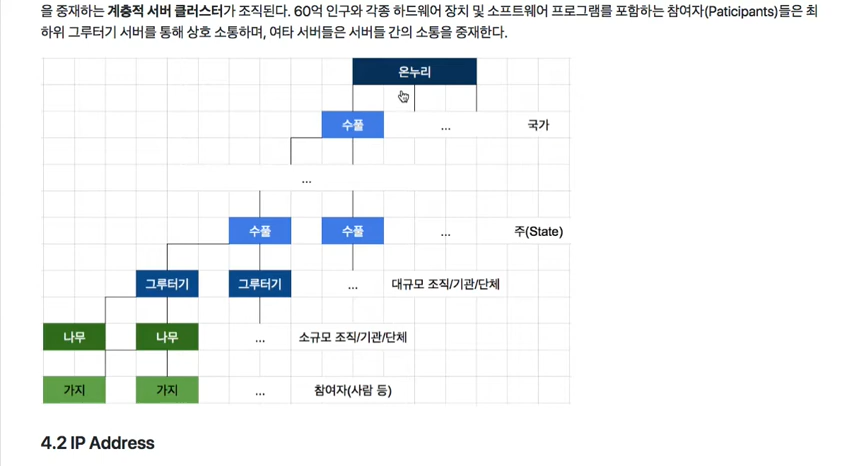 을 중재하는 계층적 서버 클러스터가 조직된다. 60억 인구와 각종 하드웨어 장치 및 소프트웨어 프로그램를 포함하는 참여자(Paticipants)들은 최
하위 그루터기 서버를 통해 상호 소통하며, 여타 서버들은 서버들 간의 소통을 중재한다.
온누리
수풀 ... 국가
...
수풀 수풀 ... 주(State)
그루터기 그루터기 ... 대규모 조직/기관/단체
나무 나무 ... 소규모 조직/기관/단체
가지 가지 ... 참여자(사람 등)
4.2 IP Address